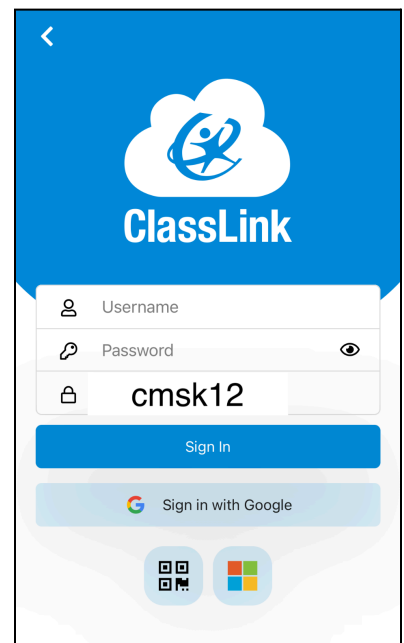 ClassLink
Username
Password
cmsk12
Sign In
Sign in with Google